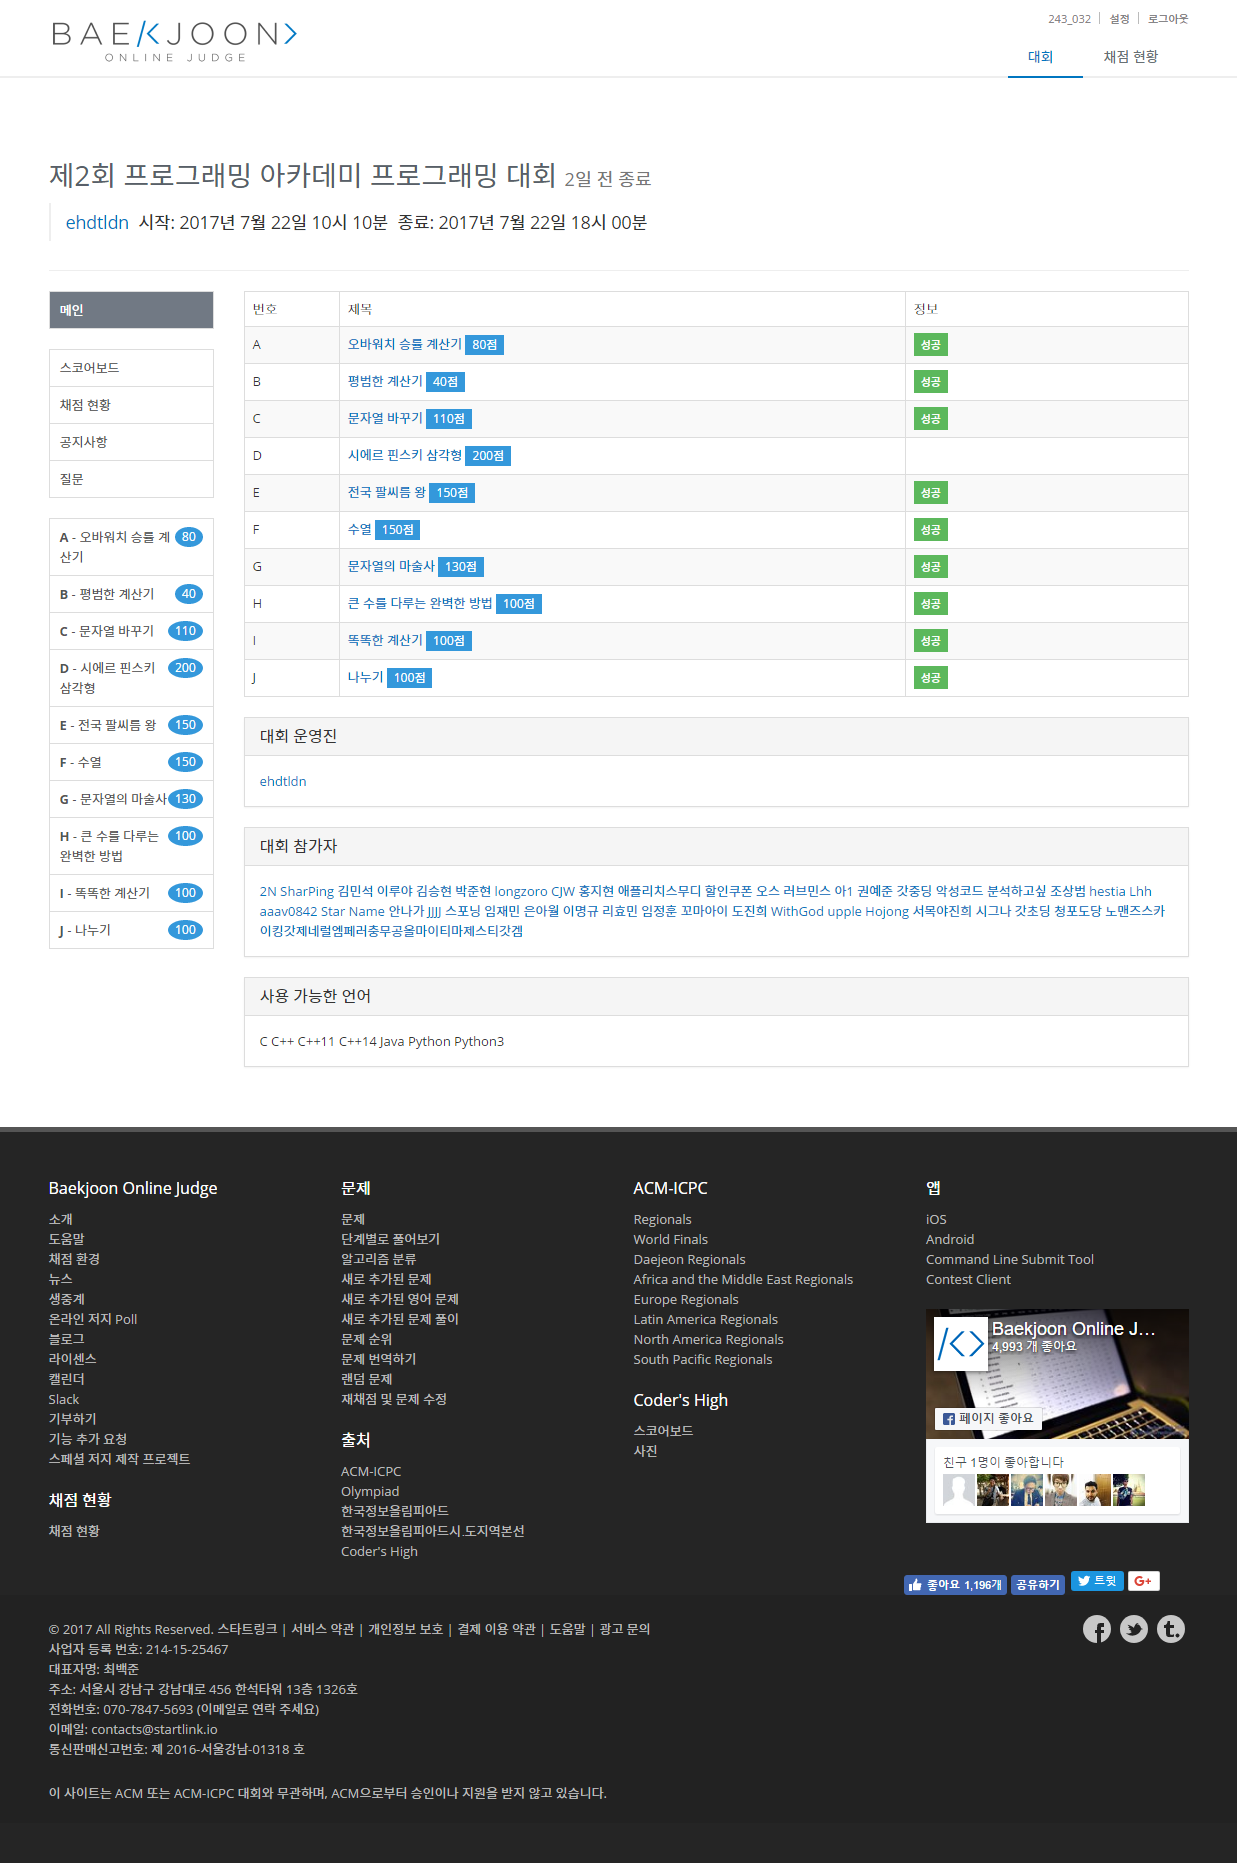 BAEKJOON>
ONLINE JUDGE
243_032 | 설정 | 로그아웃
대회 채점 현황
제2회 프로그래밍 아카데미 프로그래밍 대회 2일 전 종료
ehdtldn 시작: 2017년 7월 22일 10시 10분 종료: 2017년 7월 22일 18시 00분
메인
스코어보드
채점 현황
공지사항
질문
A - 오바워치 승률 계 80
산기
B - 평범한 계산기 40
C - 문자열 바꾸기 110
D - 시에르 핀스키 200
삼각형
E - 전국 팔씨름 왕 150
F - 수열 150
G - 문자열의 마술사 130
H - 큰 수를 다루는 100
완벽한 방법
I - 똑똑한 계산기 100
J - 나누기 100
번호 제목 정보
A 오바워치 승률 계산기 80점 성공
B 평범한 계산기 40점 성공
C 문자열 바꾸기 110점 성공
D 시에르 핀스키 삼각형 200점
E 전국 팔씨름 왕 150점 성공
F 수열 150점 성공
G 문자열의 마술사 130점 성공
H 큰 수를 다루는 완벽한 방법 100점 성공
I 똑똑한 계산기 100점 성공
J 나누기 100점 성공
대회 운영진
ehdtldn
대회 참가자
2N SharPing 김민석 이루야 김승현 박준현 longzoro CJW 홍지현 애플리치스무디 할인쿠폰 오스 러브민스 아1 권예준 갓중딩 악성코드 분석하고싶 조상범 hestia Lhh
aaav0842 Star Name 안나가 JJJJ 스포닝 임재민 은아월 이명규 리효민 임정훈 꼬마아이 도진희 WithGod upple Hojong 서목야진희 시그나 갓초딩 청포도당 노맨즈스카
이킹갓제네럴엠페러충무공올마이티마제스티갓겜
사용 가능한 언어
C C++ C++11 C++14 Java Python Python3
Baekjoon Online Judge
소개
도움말
채점 환경
뉴스
생중계
온라인 저지 Poll
블로그
라이센스
캘린더
Slack
기부하기
기능 추가 요청
스페셜 저지 제작 프로젝트
채점 현황
채점 현황
문제
문제
단계별로 풀어보기
알고리즘 분류
새로 추가된 문제
새로 추가된 영어 문제
새로 추가된 문제 풀이
문제 순위
문제 번역하기
랜덤 문제
재채점 및 문제 수정
출처
ACM-ICPC
Olympiad
한국정보올림피아드
한국정보올림피아드시.도지역본선
Coder's High
ACM-ICPC
Regionals
World Finals
Daejeon Regionals
Africa and the Middle East Regionals
Europe Regionals
Latin America Regionals
North America Regionals
South Pacific Regionals
Coder's High
스코어보드
사진
앱
iOS
Android
Command Line Submit Tool
Contest Client
Baekjoon Online J...
4,993 개 좋아요
페이지 좋아요
친구 1명이 좋아합니다
좋아요 1,196개 공유하기 트윗 G+
© 2017 All Rights Reserved. 스타트링크 | 서비스 약관 | 개인정보 보호 | 결제 이용 약관 | 도움말 | 광고 문의
사업자 등록 번호: 214-15-25467
대표자명: 최백준
주소: 서울시 강남구 강남대로 456 한석타워 13층 1326호
전화번호: 070-7847-5693 (이메일로 연락 주세요)
이메일: contacts@startlink.io
통신판매신고번호: 제 2016-서울강남-01318 호
이 사이트는 ACM 또는 ACM-ICPC 대회와 무관하며, ACM으로부터 승인이나 지원을 받지 않고 있습니다.